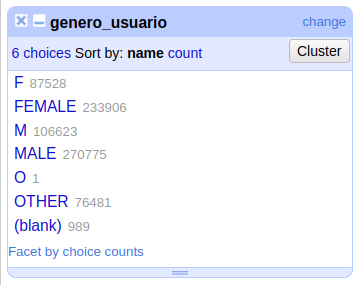 genero_usuario change
6 choices Sort by: name count Cluster
F 87528
FEMALE 233906
M 106623
MALE 270775
O 1
OTHER 76481
(blank) 989
Facet by choice counts